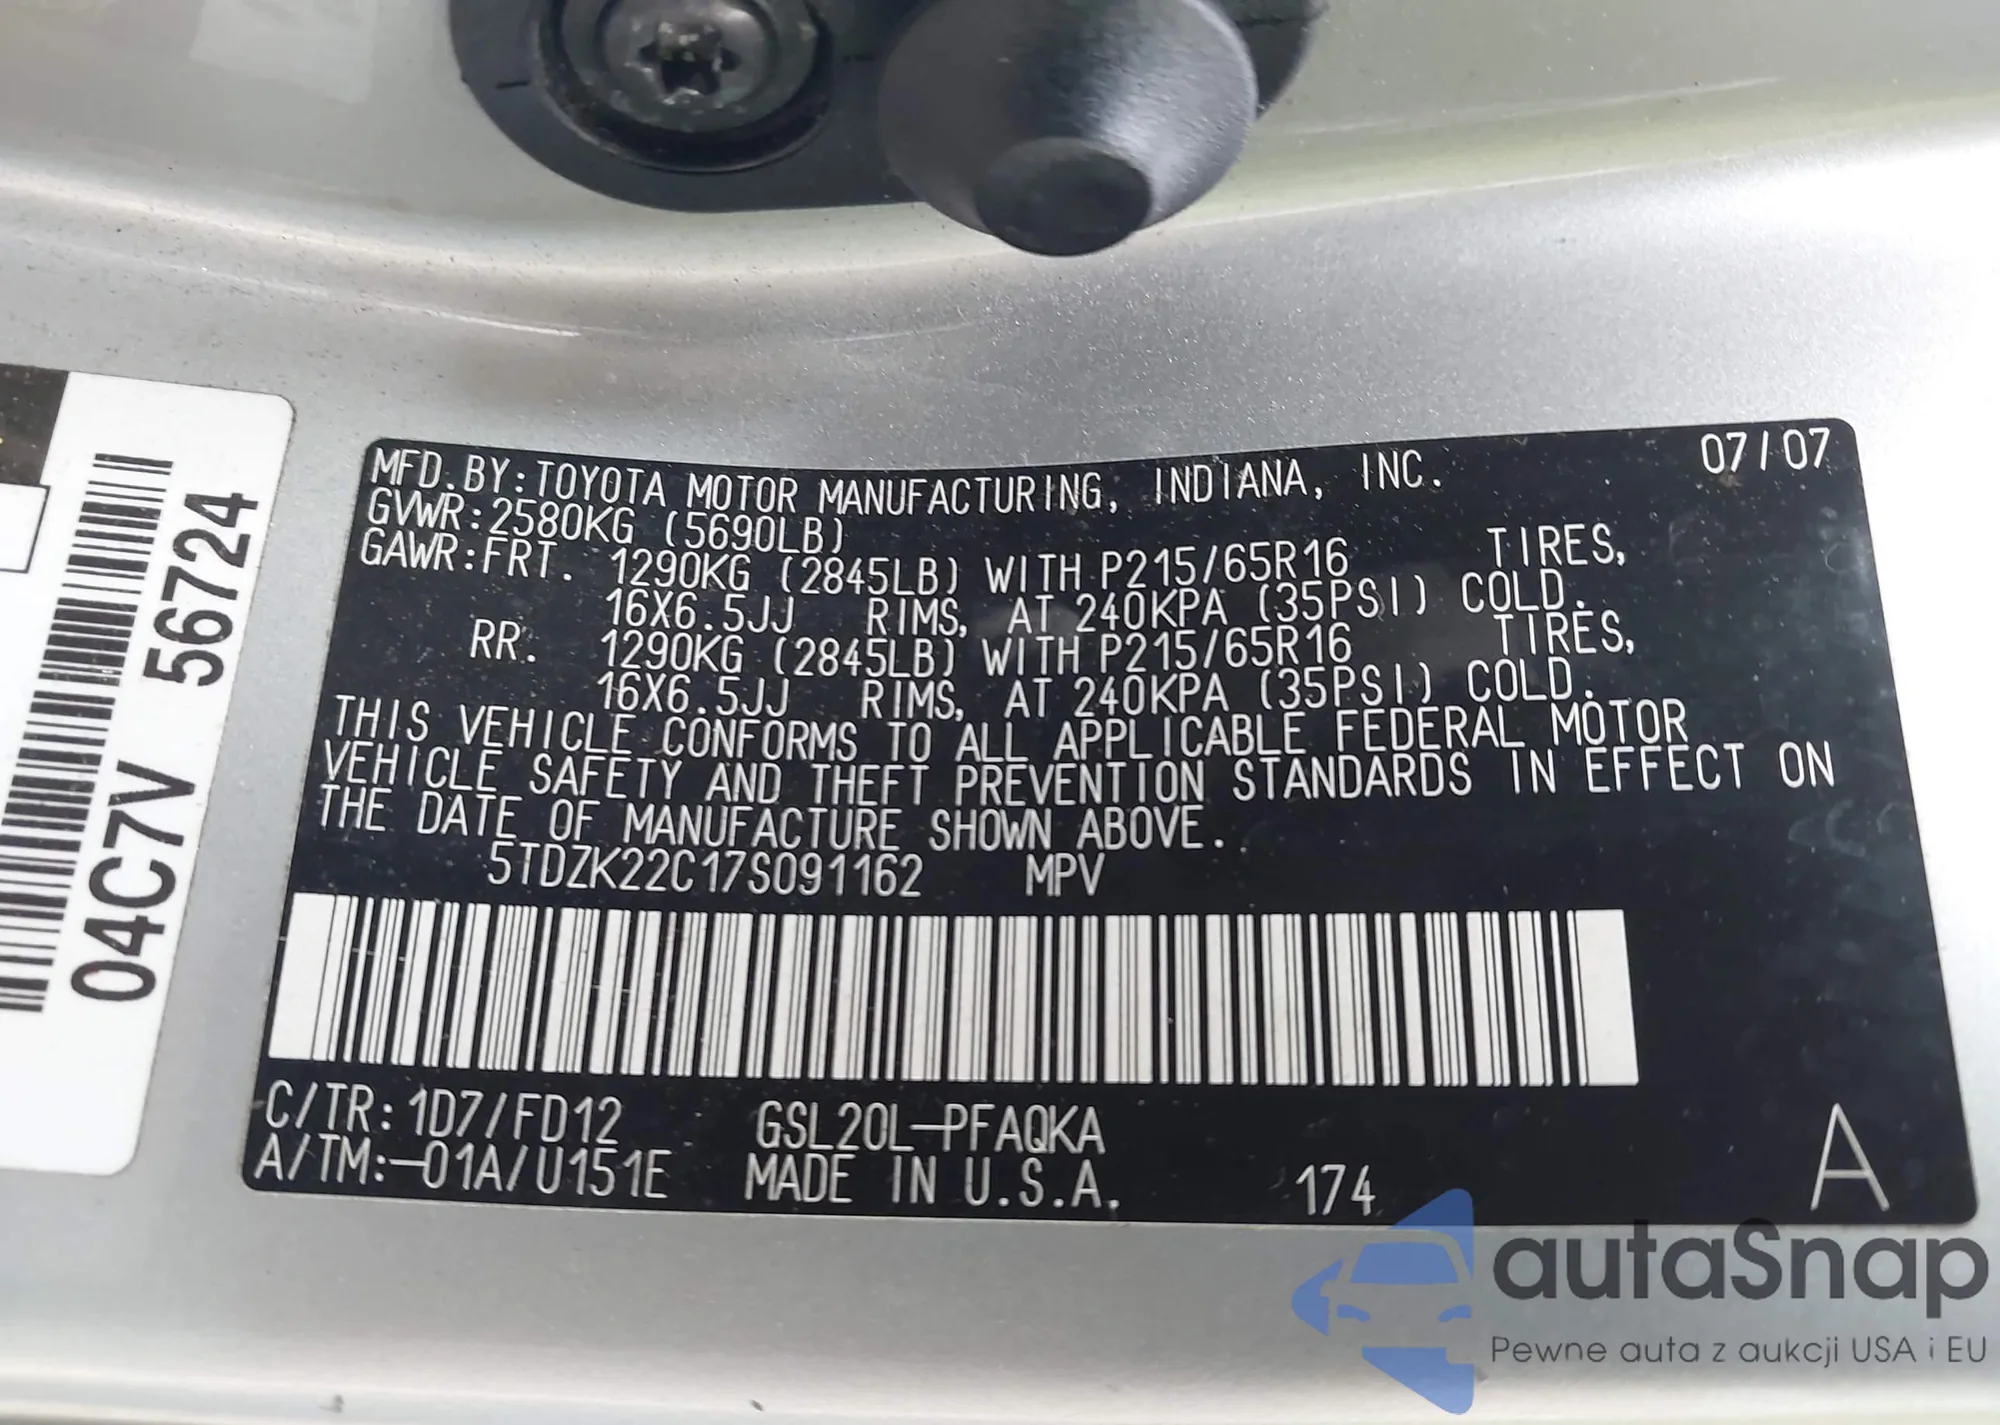 MFD.BY:TOYOTA MOTOR MANUFACTURING, INDIANA, INC. 07/07
GVWR:2580KG (5690LB)
GAWR:FRT. 1290KG (2845LB) WITH P215/65R16 TIRES,
16X6.5JJ RIMS, AT 240KPA (35PSI) COLD.
RR. 1290KG (2845LB) WITH P215/65R16 TIRES,
16X6.5JJ RIMS, AT 240KPA (35PSI) COLD.
THIS VEHICLE CONFORMS TO ALL APPLICABLE FEDERAL MOTOR
VEHICLE SAFETY AND THEFT PREVENTION STANDARDS IN EFFECT ON
THE DATE OF MANUFACTURE SHOWN ABOVE.
5TDZK22C17S091162 MPV
C/TR: 1D7/FD12 GSL20L-PFAQKA
A/TM:-01A/U151E MADE IN U.S.A. 174 A
04C7V 56724
autaSnap
Pewne auta z aukcji USA i EU